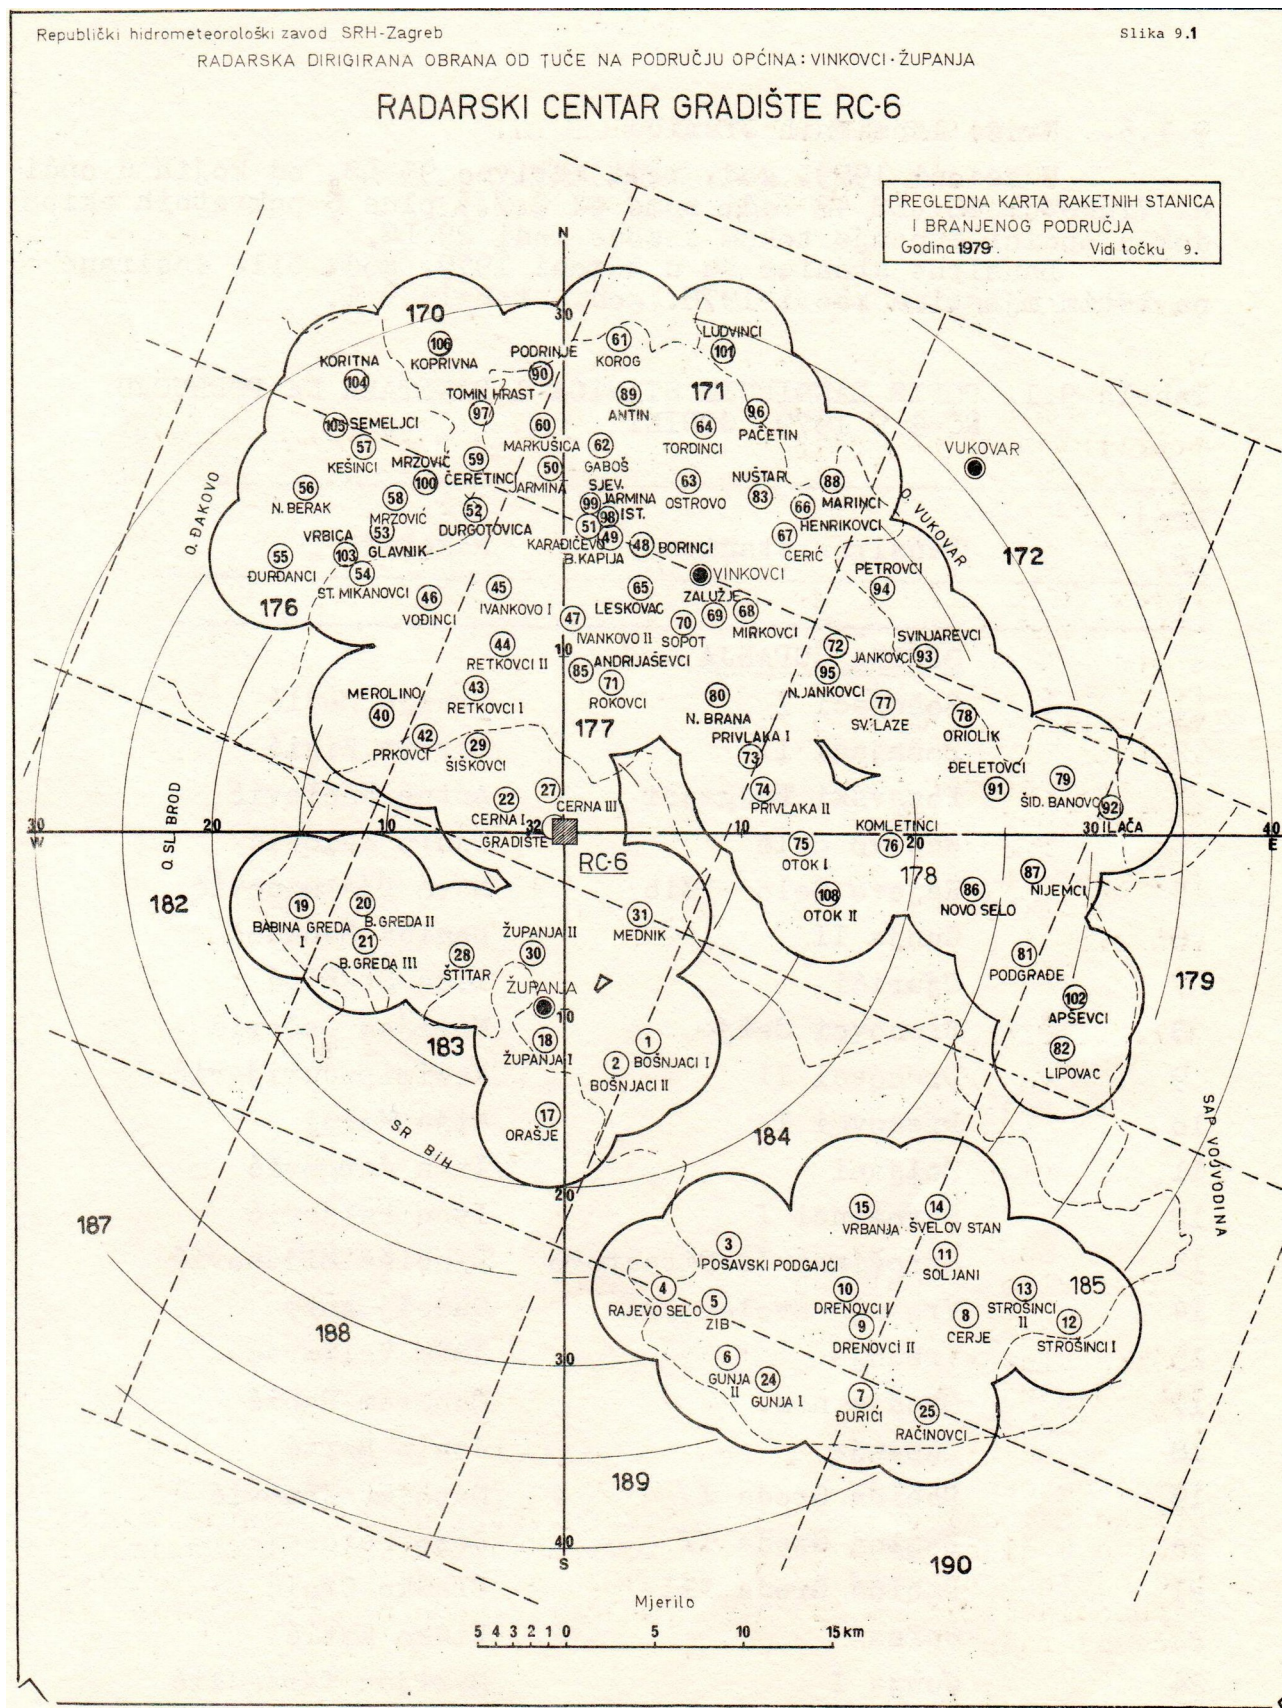 Republički hidrometeorološki zavod SRH-Zagreb
Slika 9.1
RADARSKA DIRIGIRANA OBRANA OD TUČE NA PODRUČJU OPĆINA: VINKOVCI·ŽUPANJA
RADARSKI CENTAR GRADIŠTE RC-6
PREGLEDNA KARTA RAKETNIH STANICA
I BRANJENOG PODRUČJA
Godina 1979. Vidi točku 9.
N
30
170
106
KOPRIVNA
KORITNA
104
PODRINJE
90
61
KOROG
LUDVINCI
101
171
TOMIN HRAST
97
89
ANTIN
96
PAČETIN
105 SEMELJCI
57
KEŠINCI
60
MARKUŠICA
62
GABOŠ
64
TORDINCI
VUKOVAR
MRZOVIĆ
100
59
ČERETINCI
50
JARMINA
56
N. BERAK
58
MRZOVIĆ
52
DURGOTOVICA
SJEV.
99 JARMINA
98 IST.
63
OSTROVO
NUŠTAR
83
88
MARINCI
66
HENRIKOVCI
67
CERIĆ
O. ĐAKOVO
O. VUKOVAR
53
GLAVNIK
VRBICA
103
55
ĐURĐANCI
54
ST. MIKANOVCI
51
KARADIČEVO
49
B. KAPIJA
48 BORINCI
VINKOVCI
172
176
46
VOĐINCI
45
IVANKOVO I
47
IVANKOVO II
65
LESKOVAC
ZALUŽJE
69
68
MIRKOVCI
70
SOPOT
PETROVCI
94
44
RETKOVCI II
10
85 ANDRIJAŠEVCI
71
ROKOVCI
72
JANKOVCI
SVINJAREVCI
93
95
N. JANKOVCI
43
RETKOVCI I
MEROLINO
40
177
80
N. BRANA
77
SV. LAZE
78
ORIOLIK
42
PRKOVCI
29
ŠIŠKOVCI
PRIVLAKA I
73
74
PRIVLAKA II
ĐELETOVCI
91
79
ŠID. BANOVCI
92
ILAČA
O. SL. BROD
22
CERNA I
27
CERNA III
30
W
20
10
32
GRADIŠTE
RC-6
10
20
30
40
E
75
OTOK I
KOMLETINCI
76
178
108
OTOK II
86
NOVO SELO
87
NIJEMCI
182
19
BABINA GREDA
I
20
B. GREDA II
21
B. GREDA III
28
ŠTITAR
ŽUPANJA II
30
31
MEDNIK
81
PODGRAĐE
179
ŽUPANJA
102
APŠEVCI
10
183
18
ŽUPANJA I
1
BOŠNJACI I
2
BOŠNJACI II
82
LIPOVAC
17
ORAŠJE
SR BiH
184
SAP VOJVODINA
20
187
3
POSAVSKI PODGAJCI
15
VRBANJA
14
ŠVELOV STAN
11
SOLJANI
4
RAJEVO SELO
5
ZIB
10
DRENOVCI I
9
DRENOVCI II
8
CERJE
13
STROŠINCI
II
185
12
STROŠINCI I
188
30
6
GUNJA
II
24
GUNJA I
7
ĐURIĆI
25
RAČINOVCI
189
40
S
190
Mjerilo
5 4 3 2 1 0 5 10 15 km